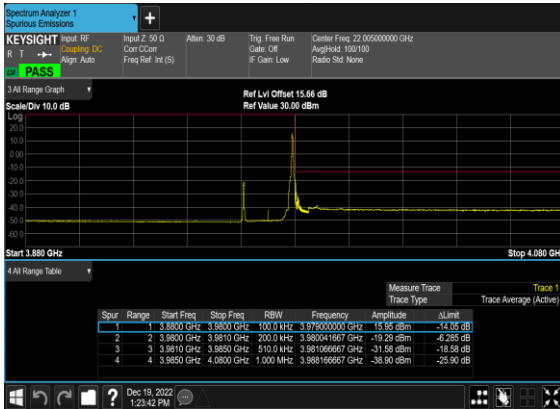 Spectrum Analyzer 1
Spurious Emissions
+
KEYSIGHT Input: RF Input Z: 50 Ω Atten: 30 dB Trig: Free Run Center Freq: 22.005000000 GHz
R T Coupling: DC Corr CCorr Gate: Off Avg|Hold: 100/100
Align: Auto Freq Ref: Int (S) IF Gain: Low Radio Std: None
LXI PASS
3 All Range Graph
Ref Lvl Offset 15.66 dB
Scale/Div 10.0 dB Ref Value 30.00 dBm
Log
20.0
10.0
0.00
-10.0
-20.0
-30.0
-40.0
-50.0
-60.0
Start 3.880 GHz Stop 4.080 GH
4 All Range Table
Measure Trace Trace 1
Trace Type Trace Average (Active)
Spur Range Start Freq Stop Freq RBW Frequency Amplitude ΔLimit
1 1 3.8800 GHz 3.9800 GHz 100.0 kHz 3.979000000 GHz 15.95 dBm -14.05 dB
2 2 3.9800 GHz 3.9810 GHz 200.0 kHz 3.980041667 GHz -19.29 dBm -6.285 dB
3 3 3.9810 GHz 3.9850 GHz 510.0 kHz 3.981066667 GHz -31.58 dBm -18.58 dB
4 4 3.9850 GHz 4.0800 GHz 1.000 MHz 3.988166667 GHz -38.90 dBm -25.90 dB
? Dec 19, 2022
1:23:42 PM